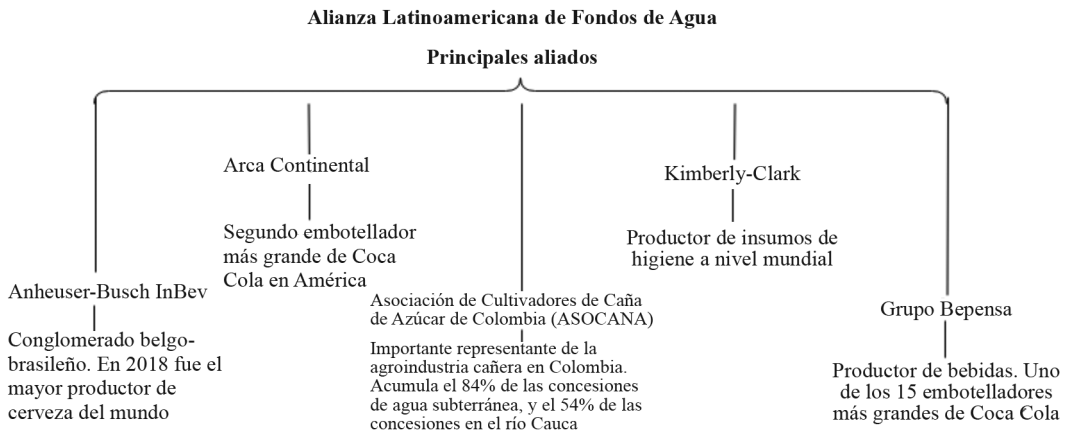 Alianza Latinoamericana de Fondos de Agua
Principales aliados
Anheuser-Busch InBev
Conglomerado belgo-
brasileño. En 2018 fue el
mayor productor de
cerveza del mundo
Arca Continental
Segundo embotellador
más grande de Coca
Cola en América
Asociación de Cultivadores de Caña
de Azúcar de Colombia (ASOCANA)
Importante representante de la
agroindustria cañera en Colombia.
Acumula el 84% de las concesiones
de agua subterránea, y el 54% de las
concesiones en el río Cauca
Kimberly-Clark
Productor de insumos de
higiene a nivel mundial
Grupo Bepensa
Productor de bebidas. Uno
de los 15 embotelladores
más grandes de Coca Cola